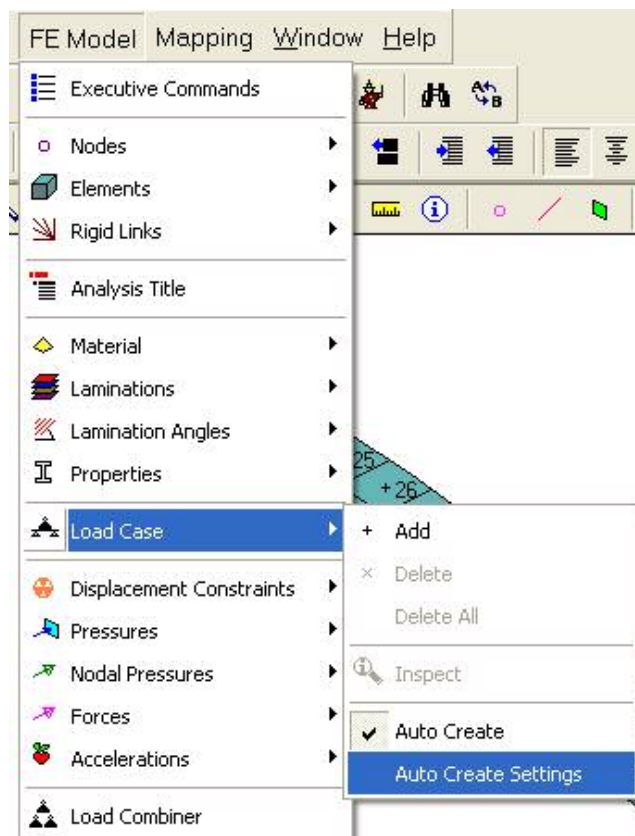 FE Model Mapping Window Help
Executive Commands
Nodes
Elements
Rigid Links
Analysis Title
Material
Laminations
Lamination Angles
Properties
Load Case
Displacement Constraints
Pressures
Nodal Pressures
Forces
Accelerations
Load Combiner
A
B
25
+26
+ Add
× Delete
Delete All
Inspect
Auto Create
Auto Create Settings